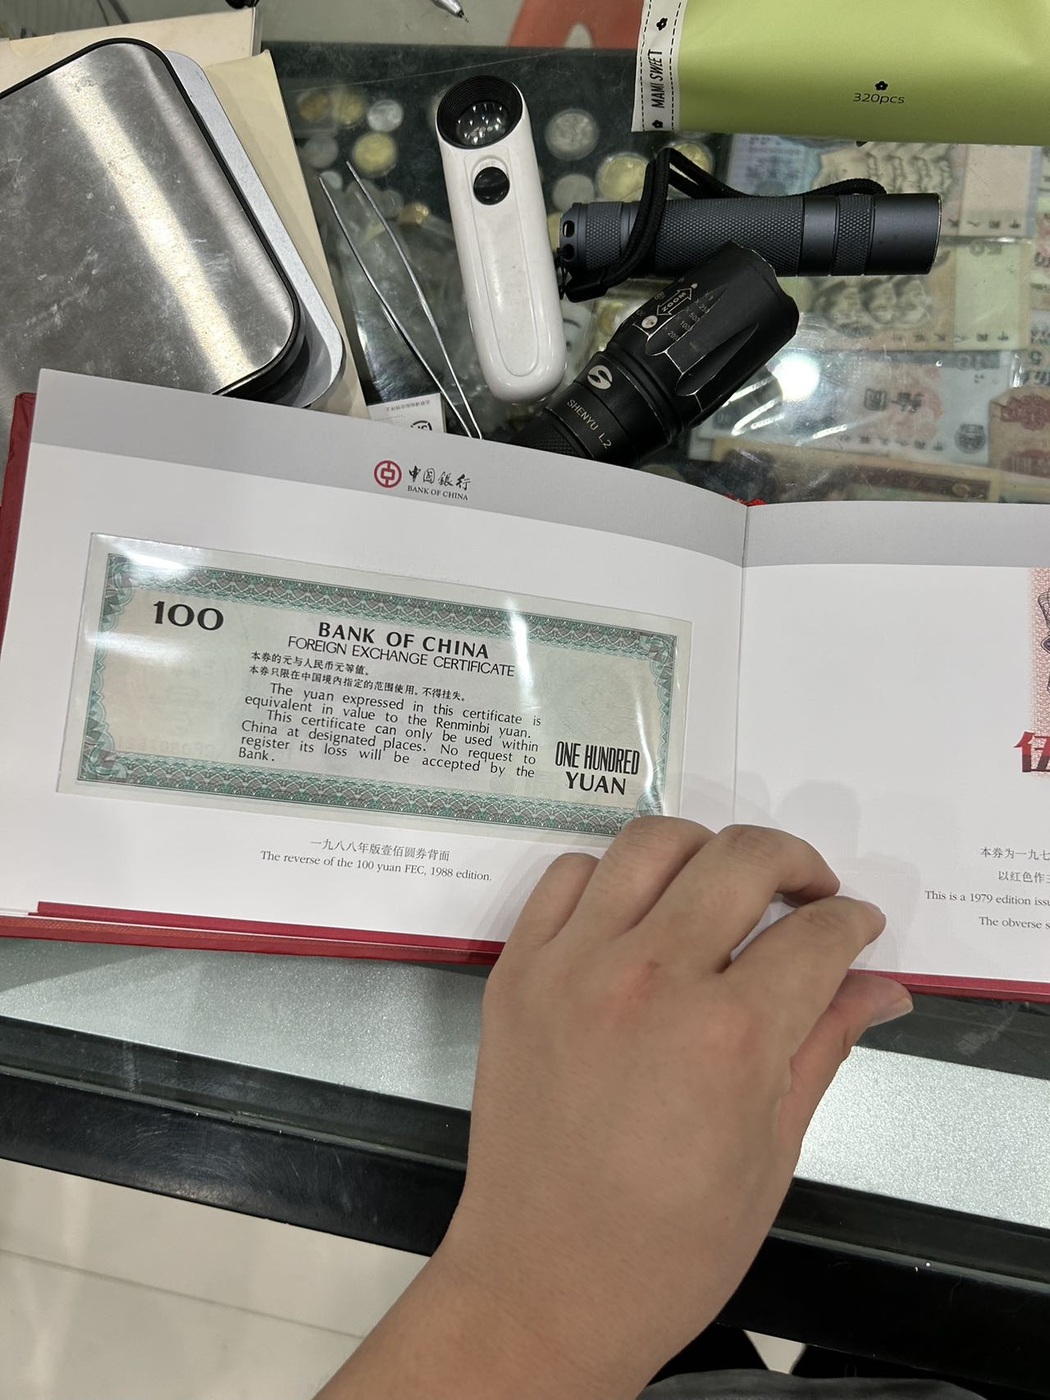 MAMI SWEET
320pcs
ZOOM
SHENYU L2
中国銀行
BANK OF CHINA
100
BANK OF CHINA
FOREIGN EXCHANGE CERTIFICATE
本券的元与人民币元等值。
本券只限在中国境内指定的范围使用。不得挂失。
The yuan expressed in this certificate is
equivalent in value to the Renminbi yuan.
This certificate can only be used within
China at designated places. No request to
register its loss will be accepted by the
Bank.
ONE HUNDRED
YUAN
一九八八年版壹佰圆券背面
The reverse of the 100 yuan FEC, 1988 edition.
伍
本券为一九七
以红色作主
This is a 1979 edition issu
The obverse s